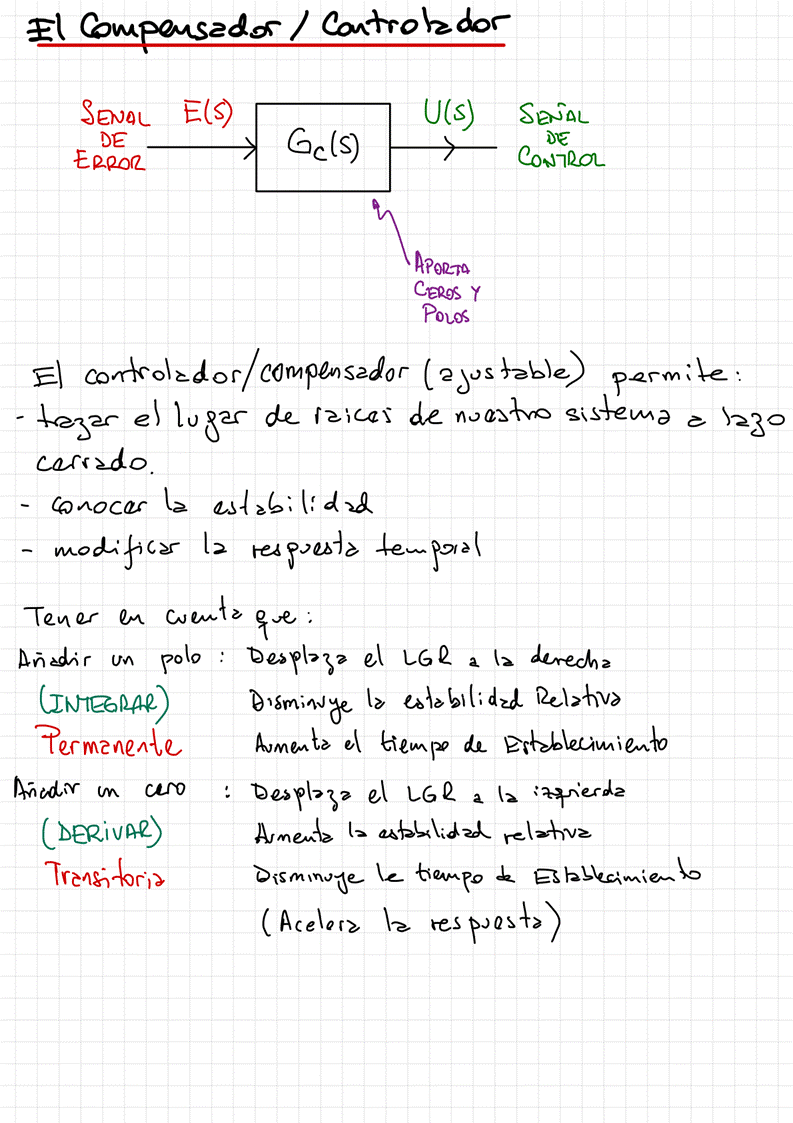 El Compensador / Controlador
SEÑAL DE ERROR
E(s)
Gc(s)
U(s)
SEÑAL DE CONTROL
APORTA
CEROS Y
POLOS
El controlador/compensador (ajustable) permite:
- trazar el lugar de raices de nuestro sistema a lazo
cerrado.
- conocer la estabilidad
- modificar la respuesta temporal
Tener en cuenta que:
Añadir un polo : Desplaza el LGR a la derecha
(INTEGRAR) Disminuye la estabilidad Relativa
Permanente Aumenta el tiempo de Establecimiento
Añadir un cero : Desplaza el LGR a la izquierda
(DERIVAR) Aumenta la estabilidad relativa
Transitoria Disminuye le tiempo de Establecimiento
(Acelera la respuesta)